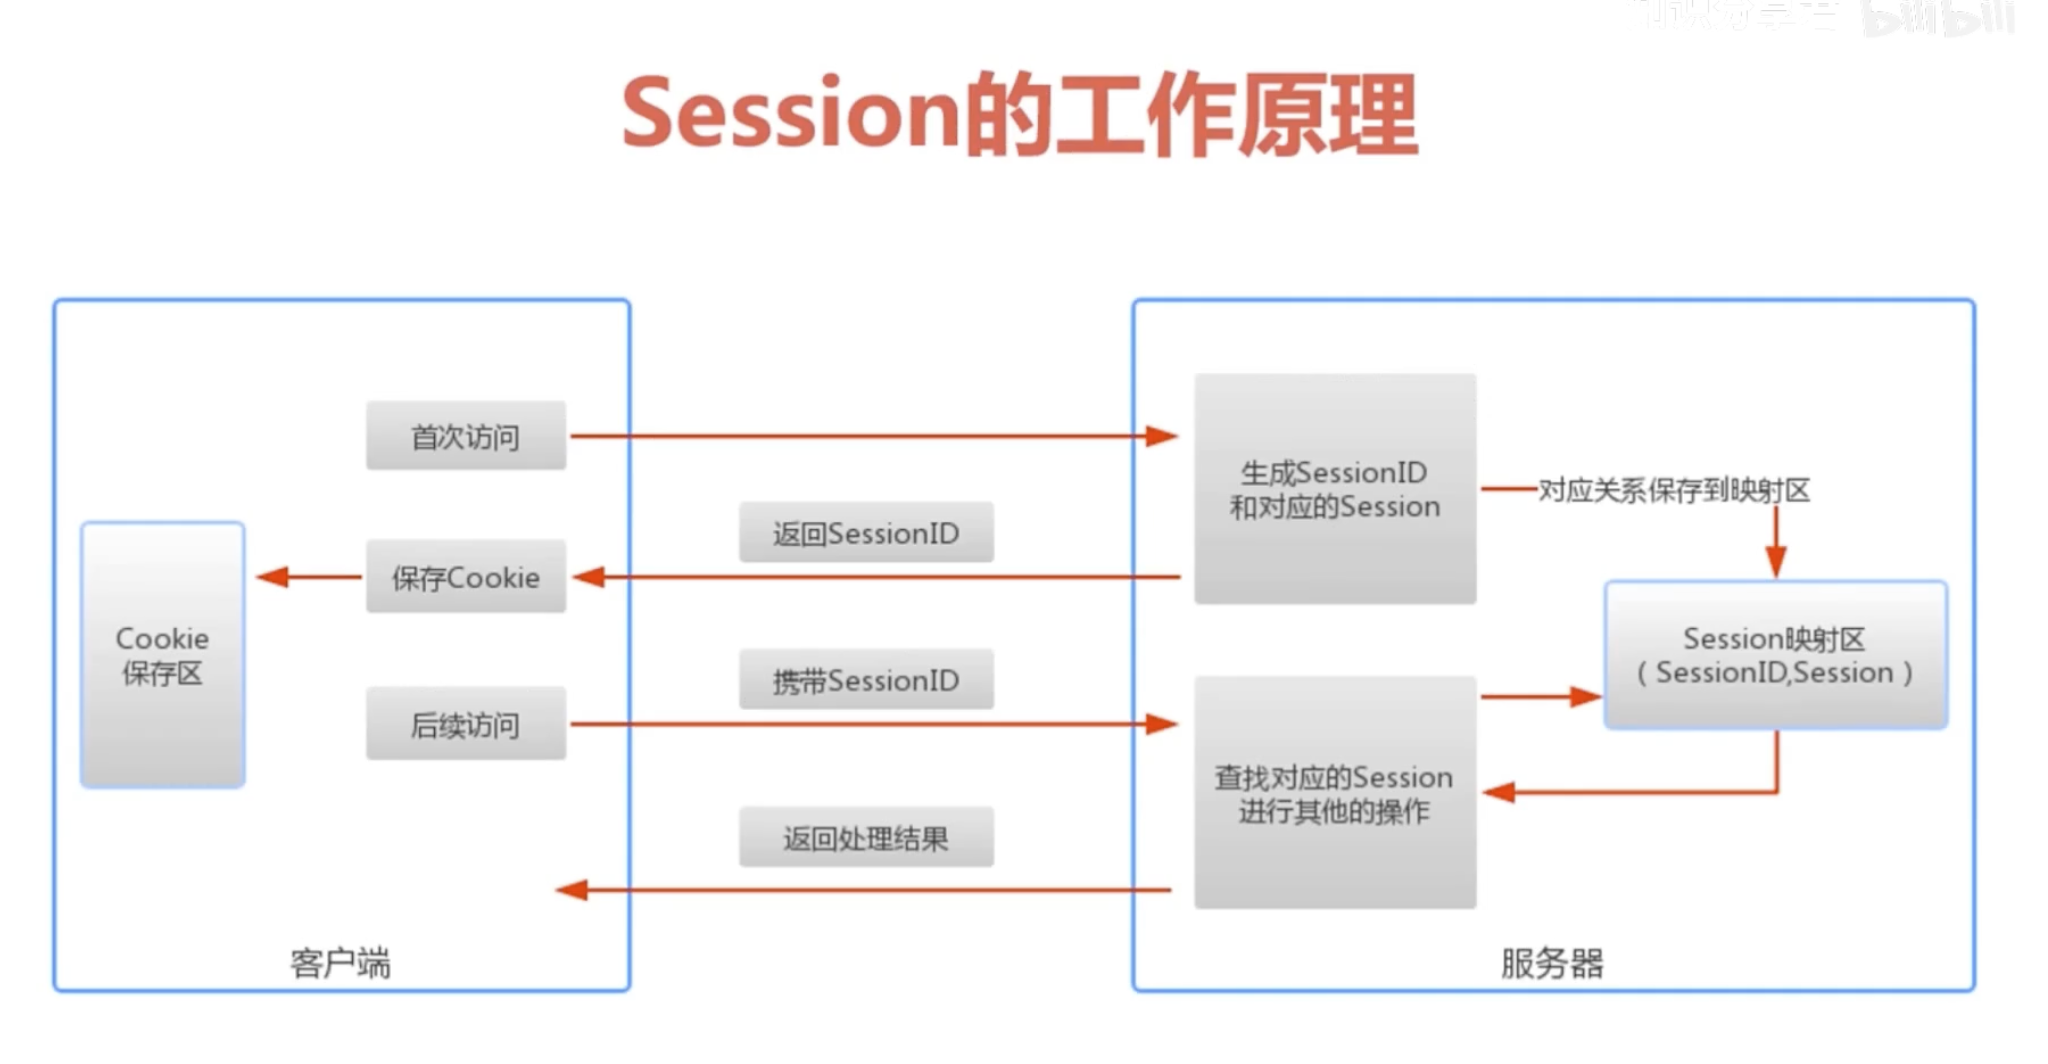 bilibili
Session的工作原理
首次访问
生成SessionID
和对应的Session
对应关系保存到映射区
返回SessionID
保存Cookie
Cookie
保存区
Session映射区
（SessionID,Session）
携带SessionID
后续访问
查找对应的Session
进行其他的操作
返回处理结果
客户端
服务器